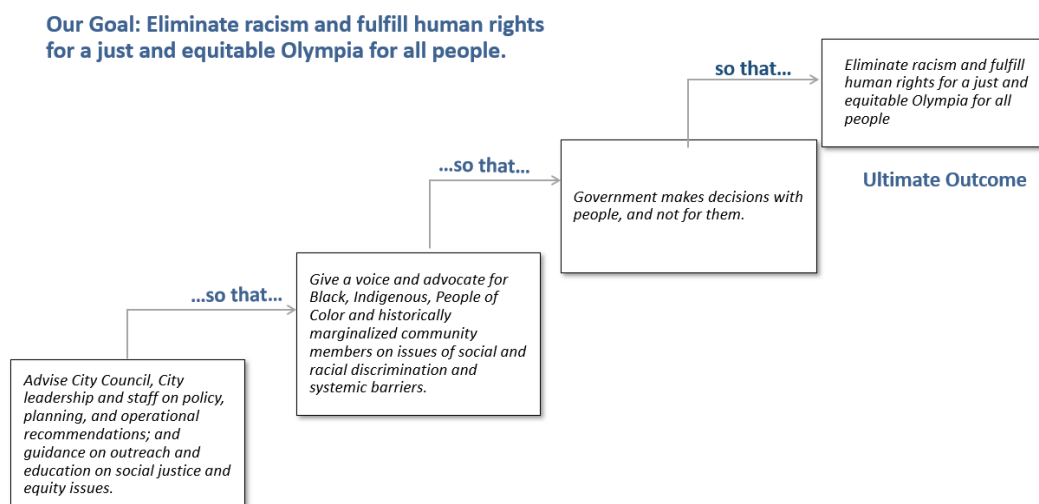 Our Goal: Eliminate racism and fulfill human rights
for a just and equitable Olympia for all people.
so that...
Eliminate racism and fulfill
human rights for a just and
equitable Olympia for all
people
Ultimate Outcome
...so that...
Government makes decisions with
people, and not for them.
...so that...
Give a voice and advocate for
Black, Indigenous, People of
Color and historically
marginalized community
members on issues of social and
racial discrimination and
systemic barriers.
Advise City Council, City
leadership and staff on policy,
planning, and operational
recommendations; and
guidance on outreach and
education on social justice and
equity issues.